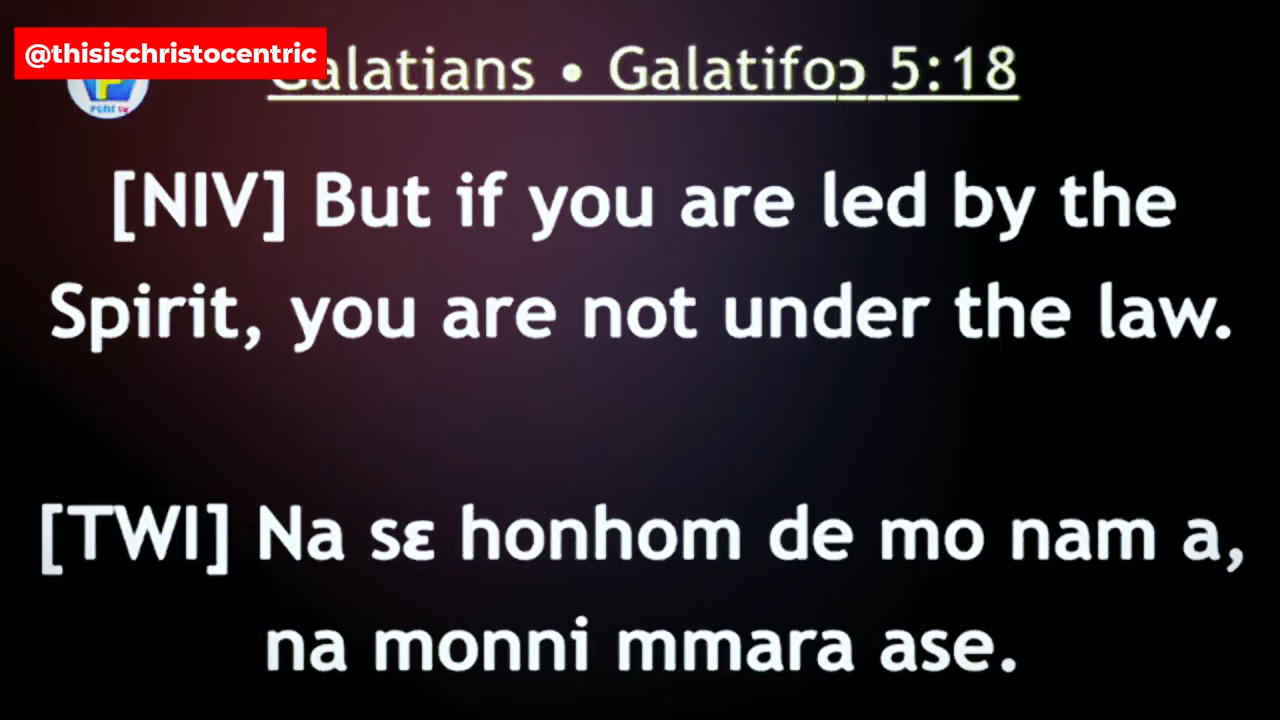 @thisischristocentric
Galatians • Galatifoɔ 5:18
[NIV] But if you are led by the
Spirit, you are not under the law.
[TWI] Na sɛ honhom de mo nam a,
na monni mmara ase.